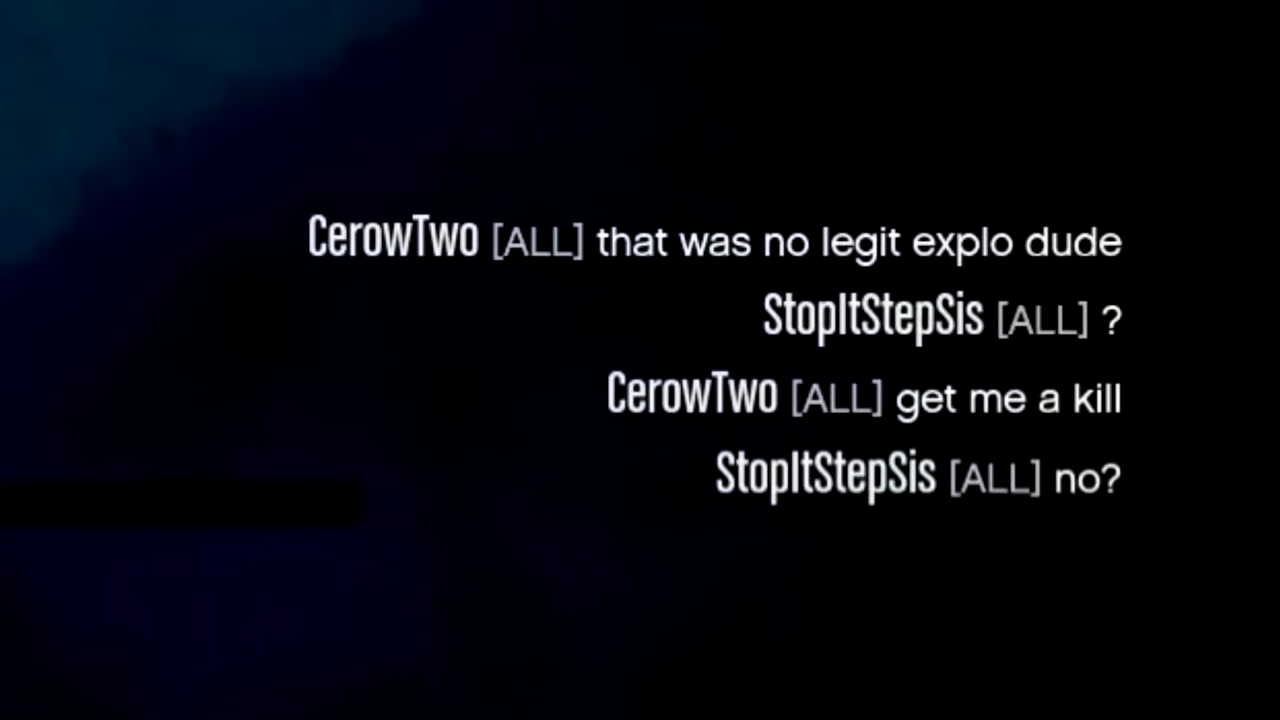 CerowTwo [ALL] that was no legit explo dude
StopItStepSis [ALL] ?
CerowTwo [ALL] get me a kill
StopItStepSis [ALL] no?